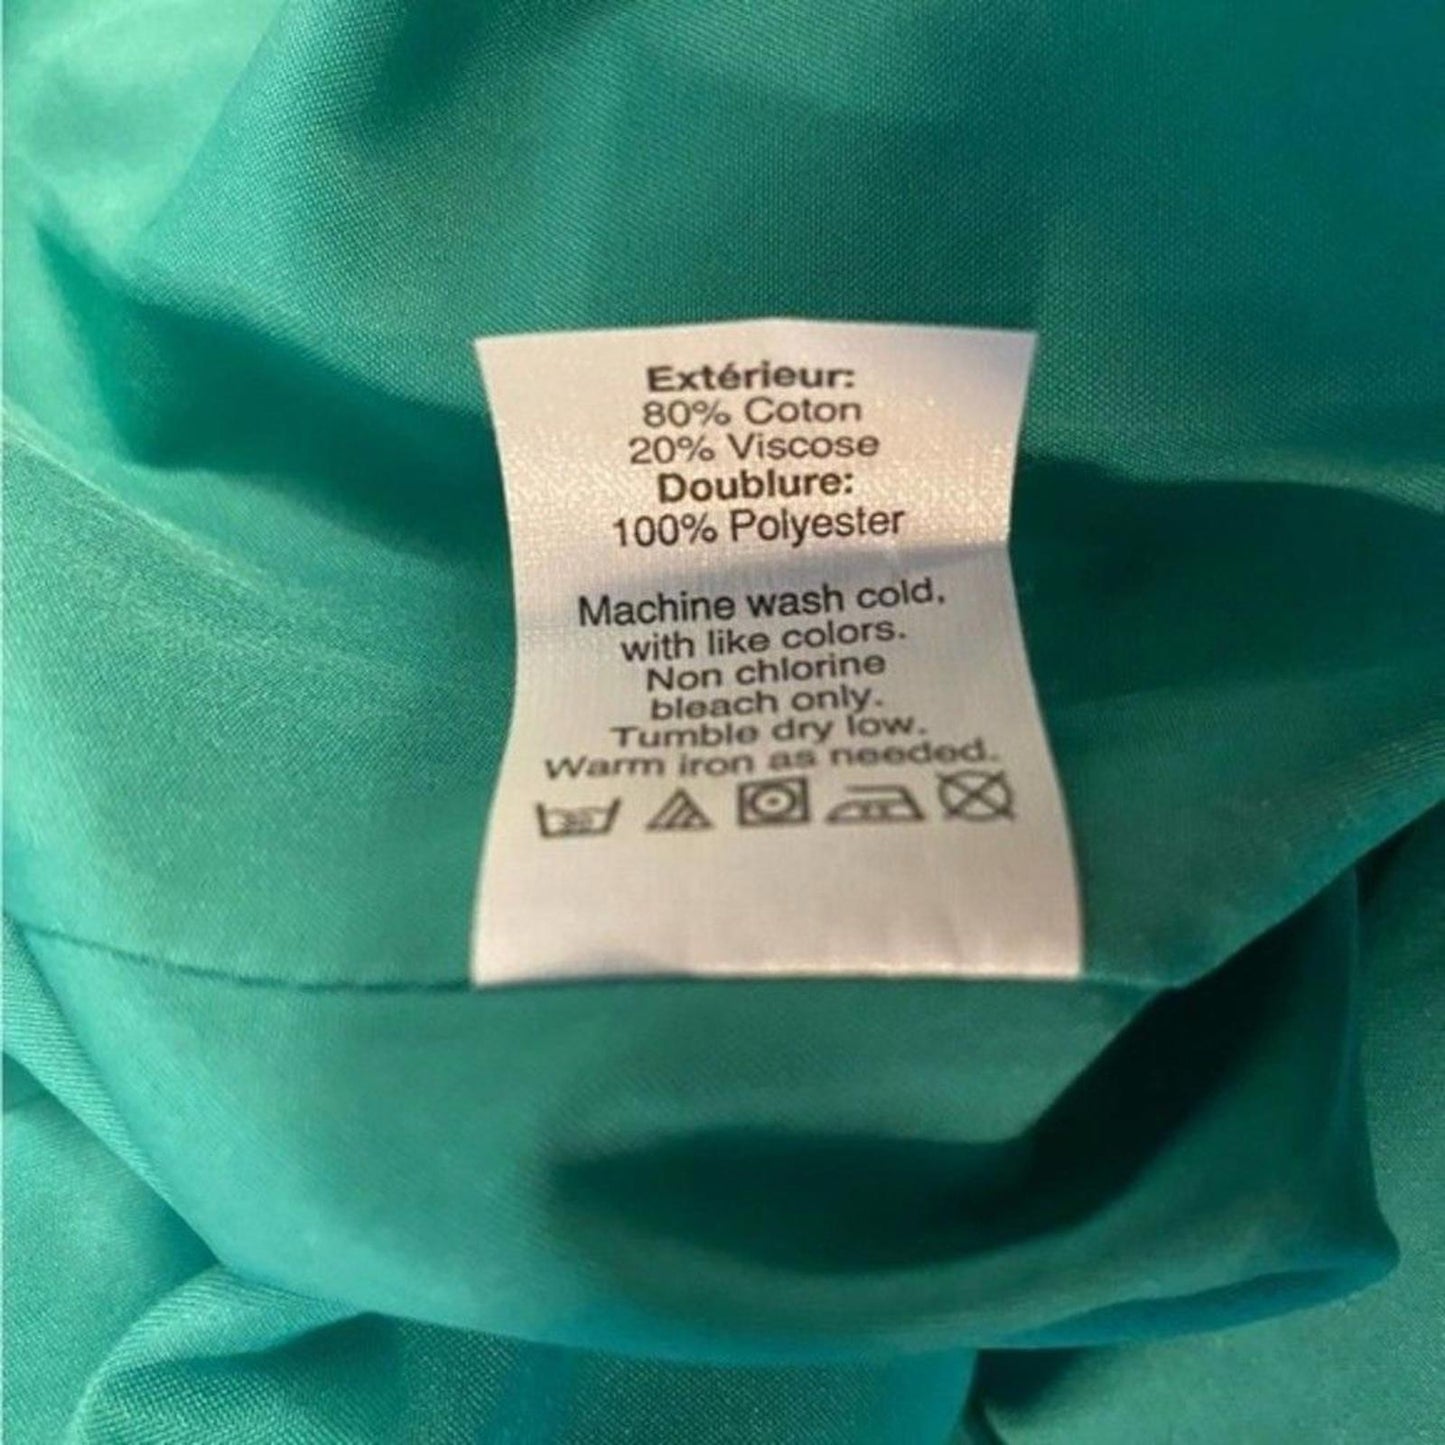 Extérieur:
80% Coton
20% Viscose
Doublure:
100% Polyester
Machine wash cold,
with like colors.
Non chlorine
bleach only.
Tumble dry low.
Warm iron as needed.